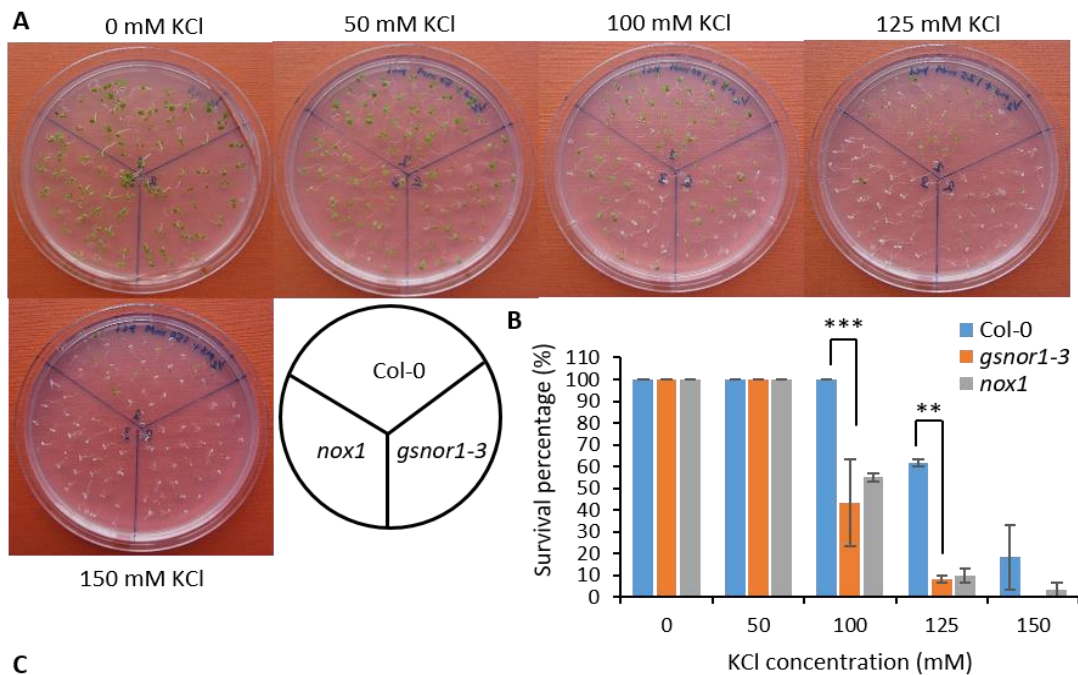 A
0 mM KCl
50 mM KCl
100 mM KCl
125 mM KCl
150 mM KCl
Col-0
nox1
gsnor1-3
B
Survival percentage (%)
110
100
90
80
70
60
50
40
30
20
10
0
***
**
Col-0
gsnor1-3
nox1
0 50 100 125 150
KCl concentration (mM)
C